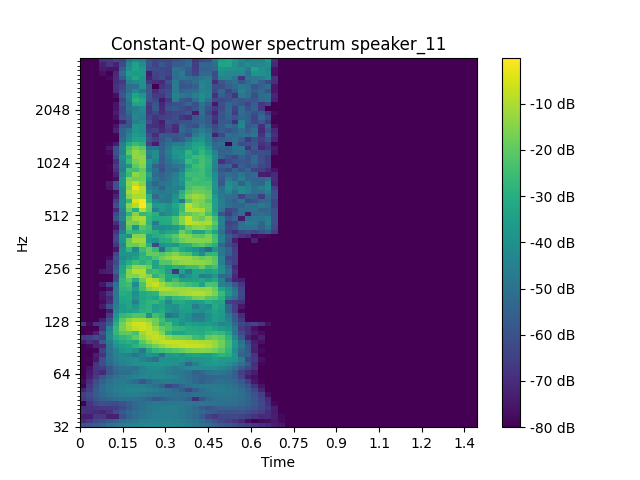 Constant-Q power spectrum speaker_11
Hz
2048
1024
512
256
128
64
32
0 0.15 0.3 0.45 0.6 0.75 0.9 1.1 1.2 1.4
Time
-10 dB
-20 dB
-30 dB
-40 dB
-50 dB
-60 dB
-70 dB
-80 dB